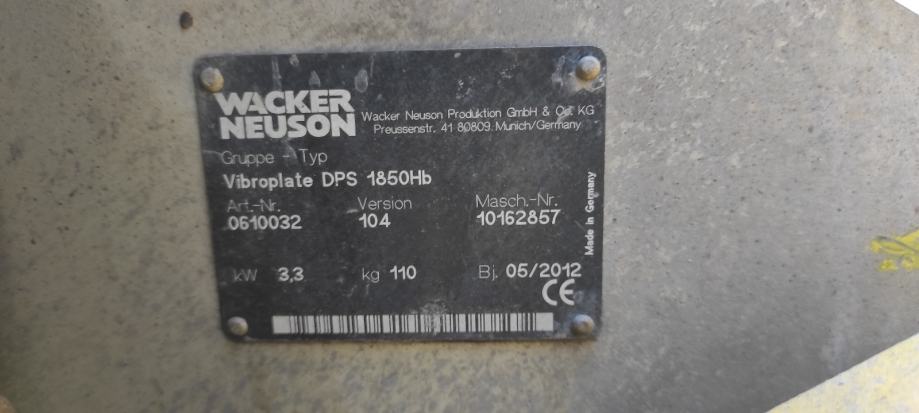 WACKER
NEUSON
Wacker Neuson Produktion GmbH & Co. KG
Preussenstr. 41 80809 Munich/Germany
Gruppe - Typ
Vibroplate DPS 1850Hb
Art.-Nr. Version Masch.-Nr.
0610032 104 10162857
kW 3,3 kg 110 Bj. 05/2012
CE
Made in Germany